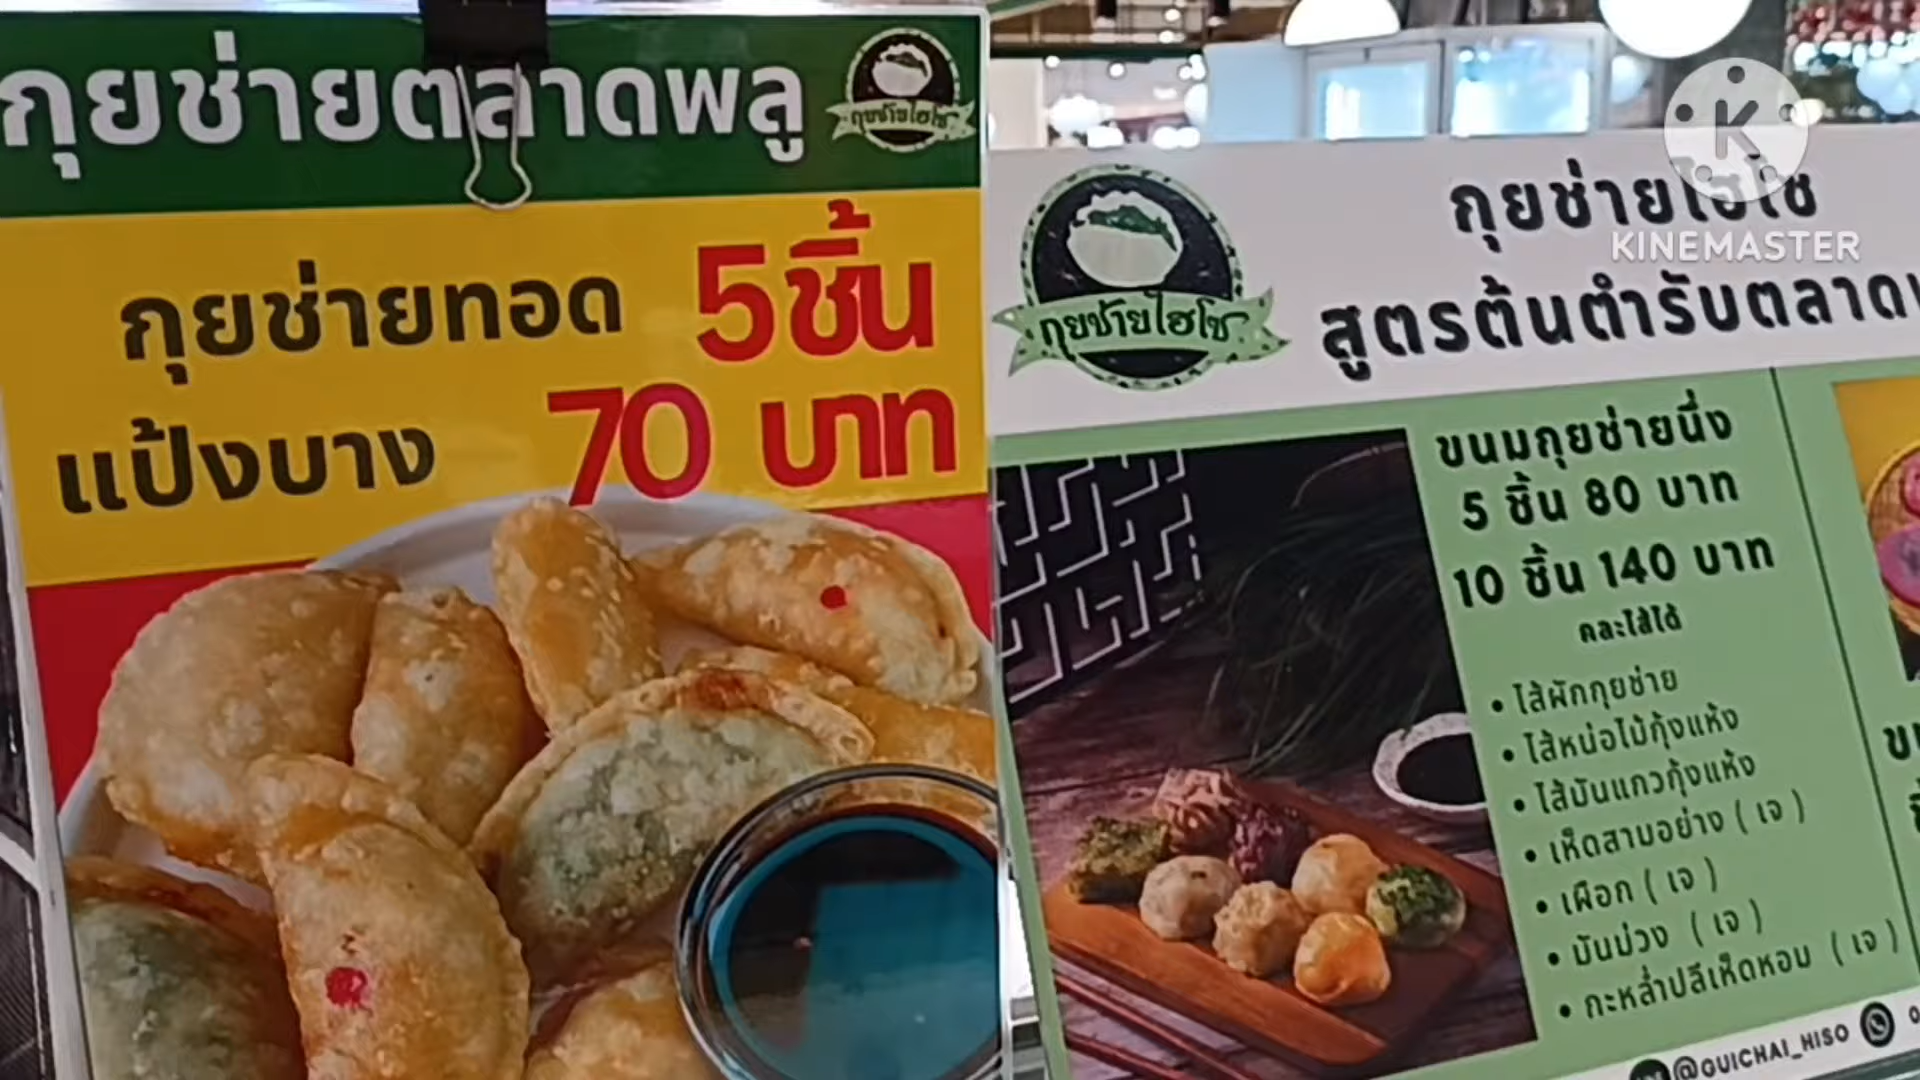 กุยช่ายตลาดพลู
กุยช่ายไฮโซ
กุยช่ายทอด 5ชิ้น
แป้งบาง 70 บาท
กุยช่ายไฮโซ
KINEMASTER
สูตรต้นตำรับตลาด
กุยช่ายไฮโซ
ขนมกุยช่ายนึ่ง
5 ชิ้น 80 บาท
10 ชิ้น 140 บาท
คละไส้ได้
• ไส้ผักกุยช่าย
• ไส้หน่อไม้กุ้งแห้ง
• ไส้มันแกวกุ้งแห้ง
• เห็ดสามอย่าง ( เจ )
• เผือก ( เจ )
• มันม่วง ( เจ )
• กะหล่ำปลีเห็ดหอม ( เจ )
@GUICHAI_HISO